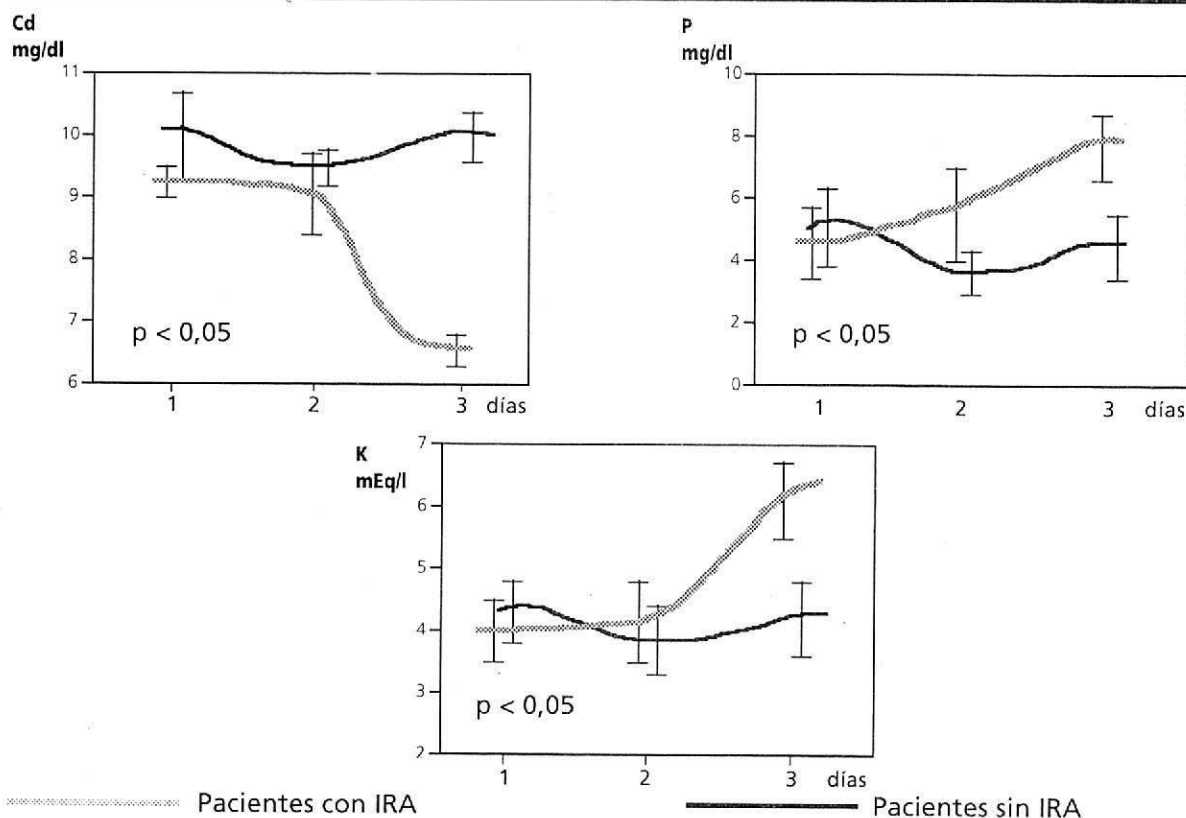 Cd
mg/dl
11
10
9
8
7
6
p < 0,05
1 2 3 días
P
mg/dl
10
8
6
4
2
0
p < 0,05
1 2 3 días
K
mEq/l
7
6
5
4
3
2
p < 0,05
1 2 3 días
Pacientes con IRA
Pacientes sin IRA